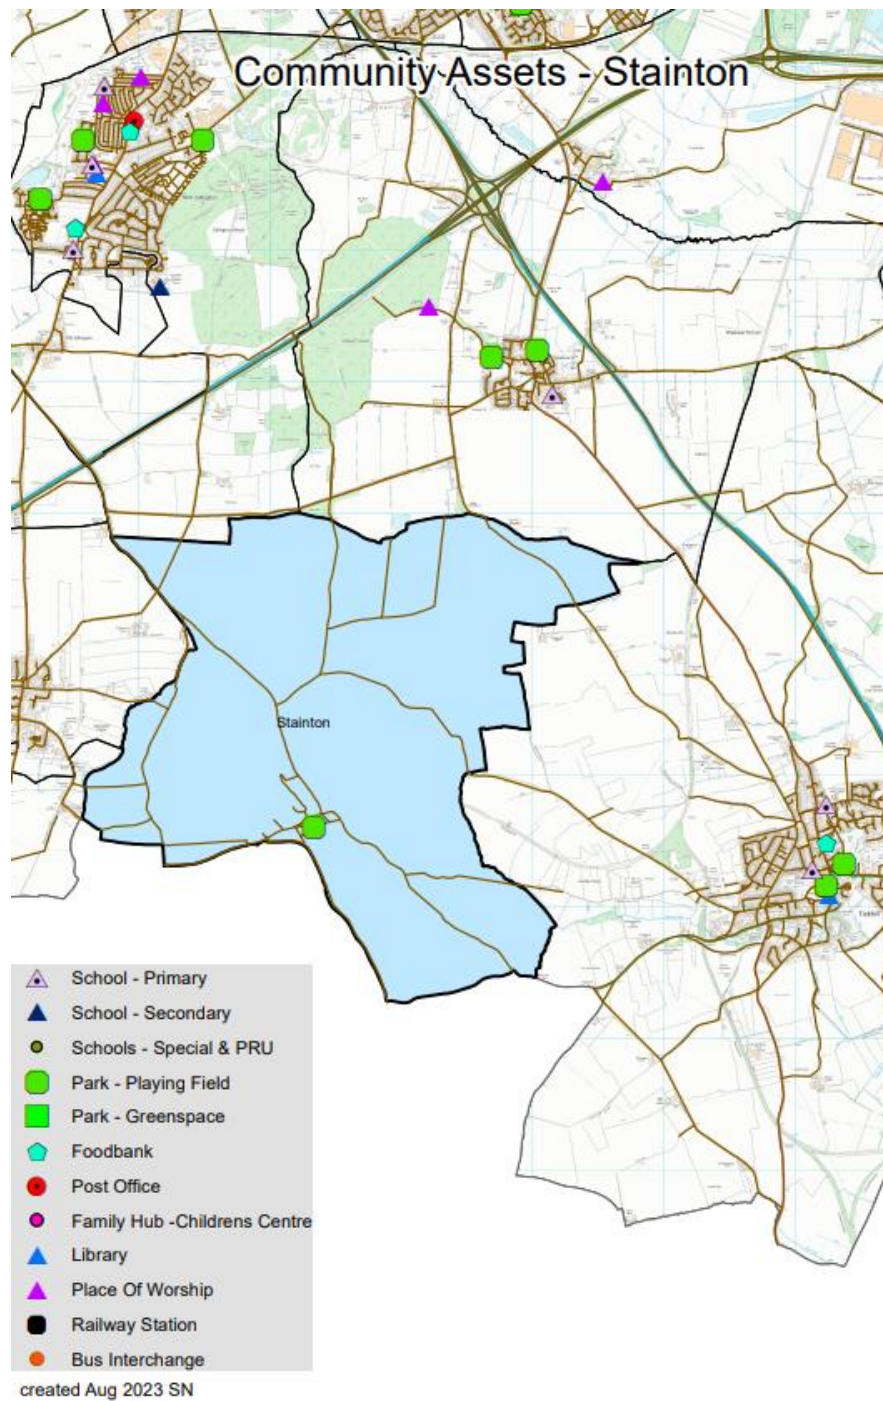 Community Assets - Stainton
Stainton
School - Primary
School - Secondary
Schools - Special & PRU
Park - Playing Field
Park - Greenspace
Foodbank
Post Office
Family Hub -Childrens Centre
Library
Place Of Worship
Railway Station
Bus Interchange
created Aug 2023 SN